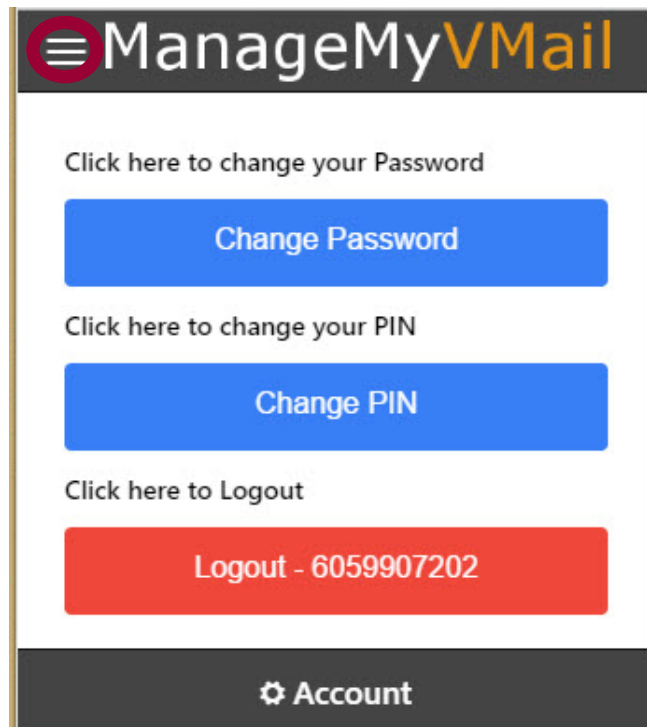 ManageMyVMail
Click here to change your Password
Change Password
Click here to change your PIN
Change PIN
Click here to Logout
Logout - 6059907202
Account